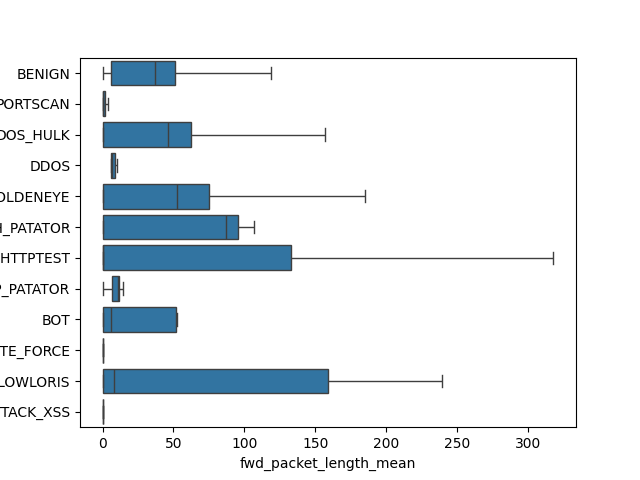 BENIGN
PORTSCAN
DOS_HULK
DDOS
OLDENEYE
H_PATATOR
HTTPTEST
P_PATATOR
BOT
TE_FORCE
LOWLORIS
TACK_XSS
0 50 100 150 200 250 300
fwd_packet_length_mean